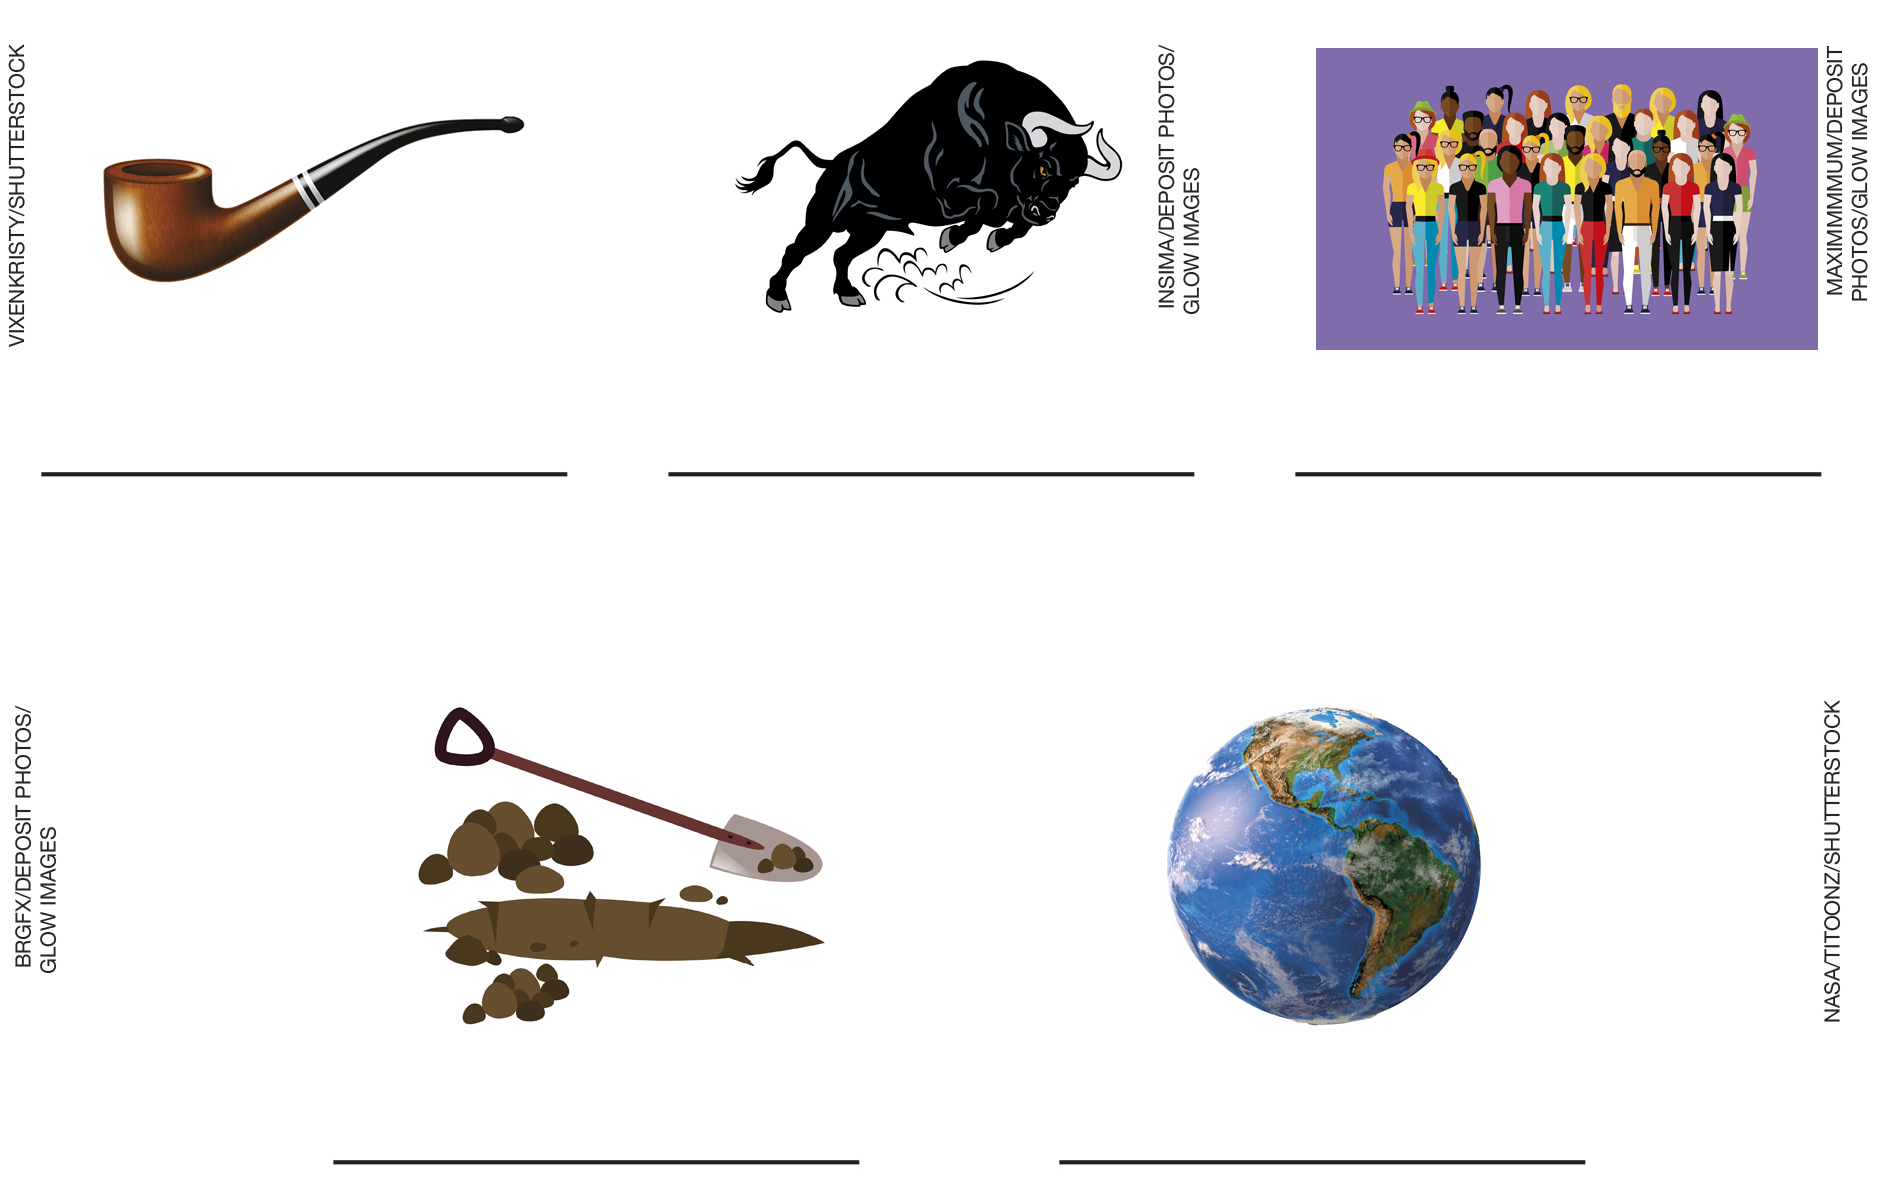 VIXENKRISTY/SHUTTERSTOCK
INSIMA/DEPOSIT PHOTOS/
GLOW IMAGES
MAXIMMMMUM/DEPOSIT
PHOTOS/GLOW IMAGES
BRGFX/DEPOSIT PHOTOS/
GLOW IMAGES
NASA/TITOONZ/SHUTTERSTOCK